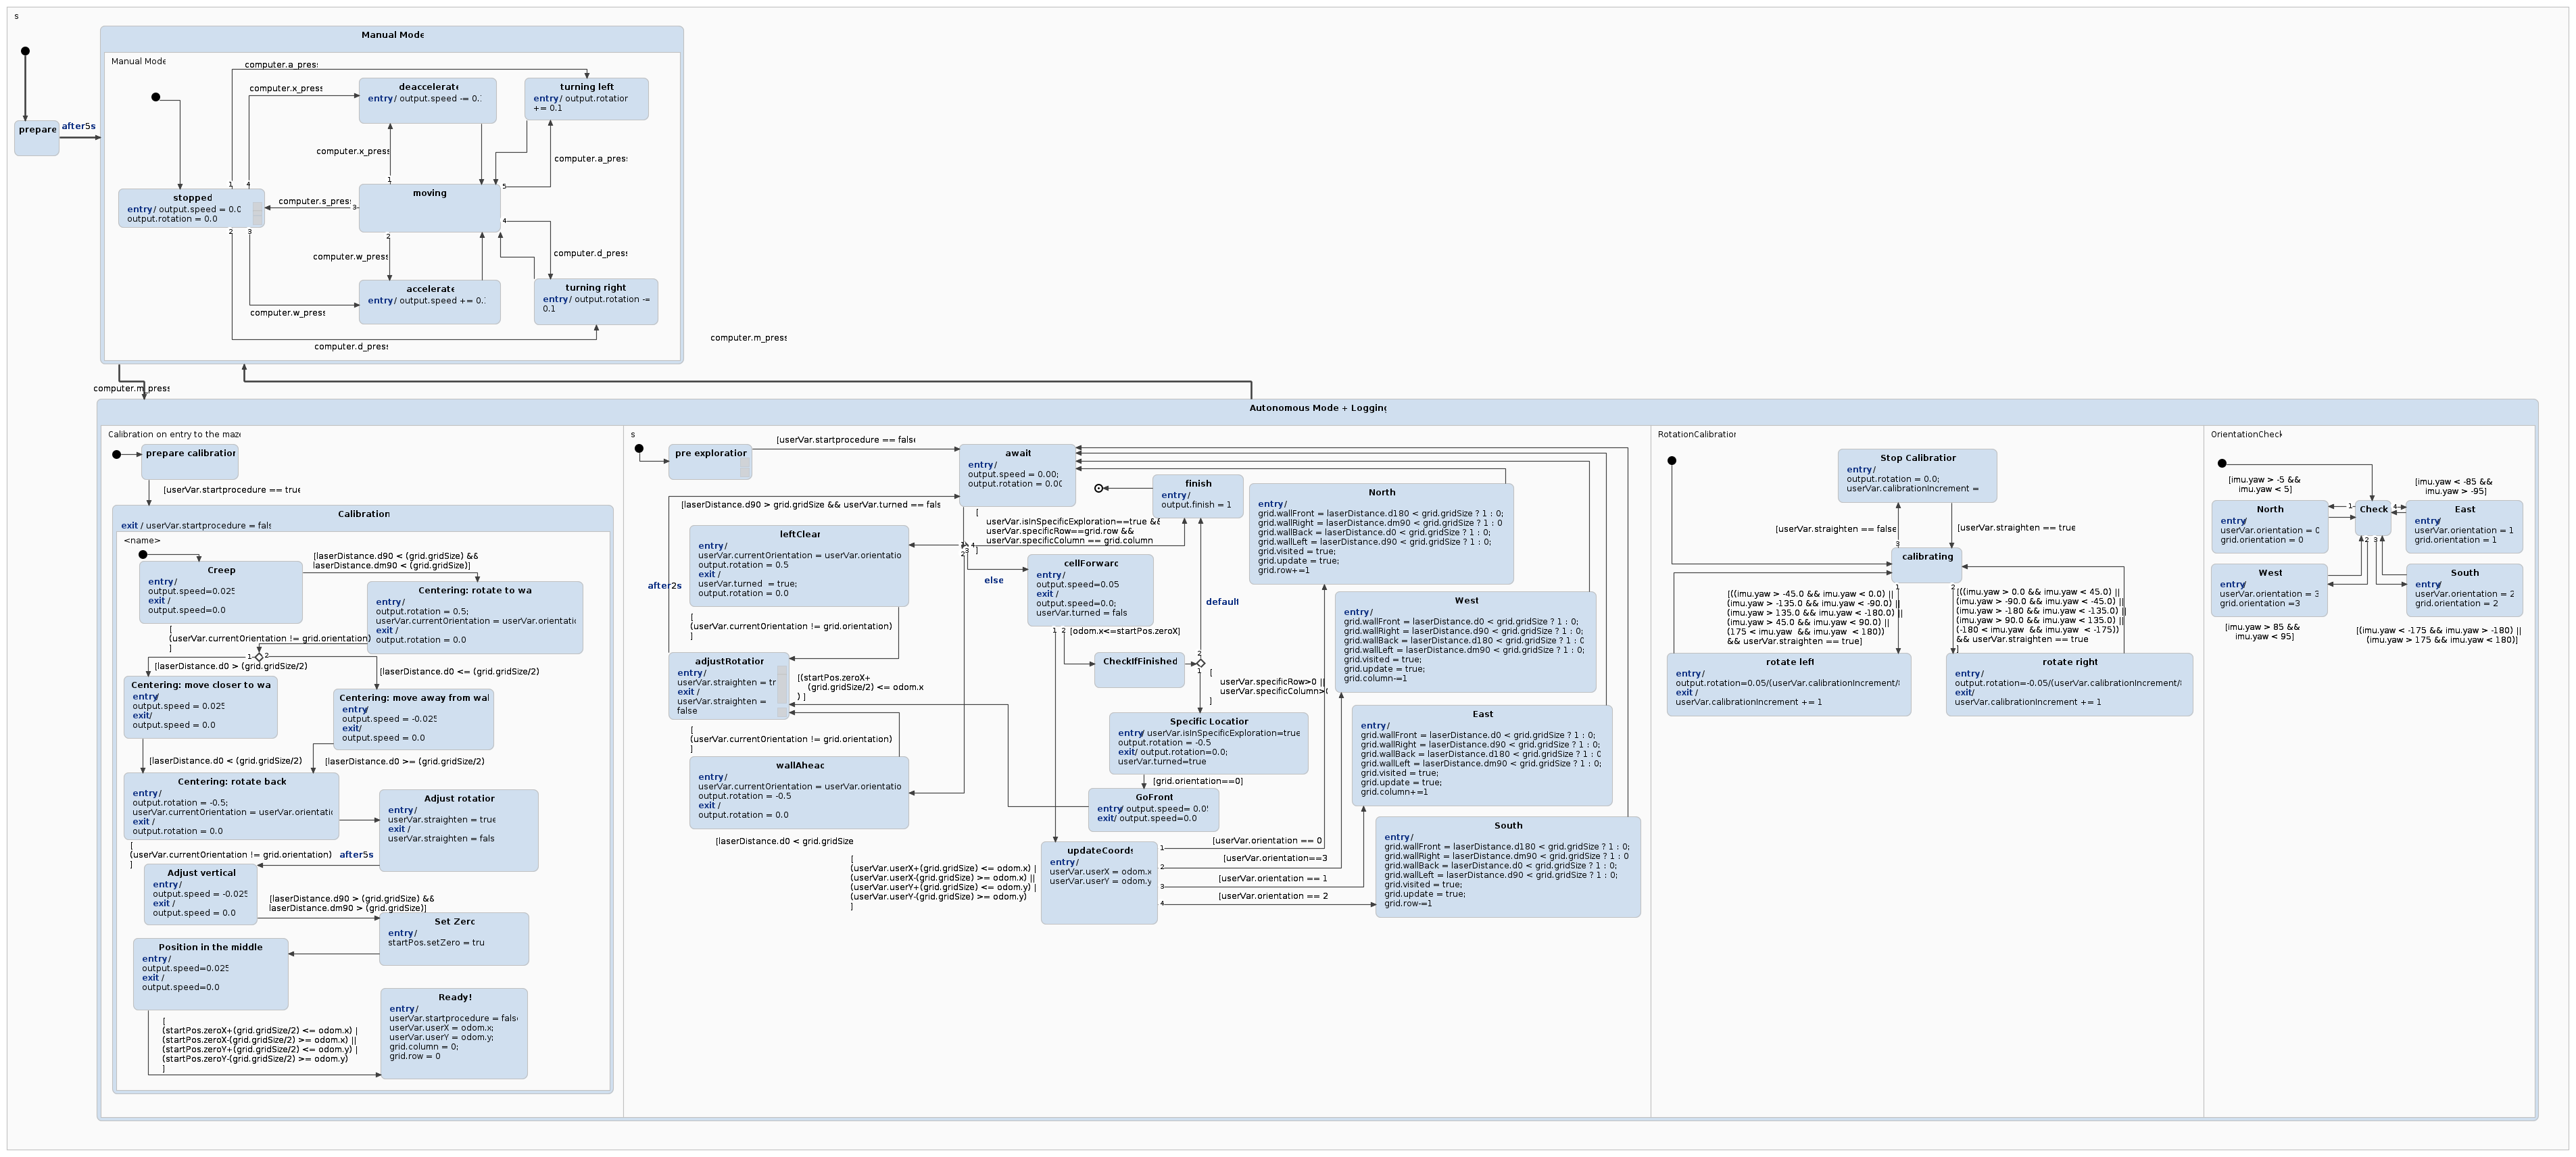 s
Manual Mode
Manual Mode
prepare
after 5s
computer.a_press
computer.x_press
deaccelerate
entry / output.speed -= 0.1
turning left
entry / output.rotation
+= 0.1
computer.x_press
computer.a_press
stopped
entry / output.speed = 0.0
output.rotation = 0.0
computer.s_press
moving
computer.w_press
computer.d_press
accelerate
entry / output.speed += 0.1
turning right
entry / output.rotation -=
0.1
computer.w_press
computer.d_press
computer.m_press
computer.m_press
Autonomous Mode + Logging
Calibration on entry to the maze
prepare calibration
[userVar.startprocedure == true
Calibration
exit / userVar.startprocedure = fals
<name>
Creep
entry /
output.speed=0.025
exit /
output.speed=0.0
[laserDistance.d90 < (grid.gridSize) &&
laserDistance.dm90 < (grid.gridSize)]
Centering: rotate to wa
entry /
output.rotation = 0.5;
userVar.currentOrientation = userVar.orientatic
exit /
output.rotation = 0.0
[
(userVar.currentOrientation != grid.orientation)
]
[laserDistance.d0 > (grid.gridSize/2)
[laserDistance.d0 <= (grid.gridSize/2)
Centering: move closer to wa
entry/
output.speed = 0.025
exit/
output.speed = 0.0
Centering: move away from wal
entry/
output.speed = -0.025
exit/
output.speed = 0.0
[laserDistance.d0 < (grid.gridSize/2)
[laserDistance.d0 >= (grid.gridSize/2)
Centering: rotate back
entry /
output.rotation = -0.5;
userVar.currentOrientation = userVar.orientatic
exit /
output.rotation = 0.0
Adjust rotation
entry /
userVar.straighten = true
exit /
userVar.straighten = fals
[
(userVar.currentOrientation != grid.orientation)
]
after 5s
Adjust vertical
entry /
output.speed = -0.025
exit /
output.speed = 0.0
[laserDistance.d90 > (grid.gridSize) &&
laserDistance.dm90 > (grid.gridSize)]
Set Zero
entry /
startPos.setZero = tru
Position in the middle
entry /
output.speed=0.025
exit /
output.speed=0.0
Ready!
entry /
userVar.startprocedure = false
userVar.userX = odom.x;
userVar.userY = odom.y;
grid.column = 0;
grid.row = 0
[
(startPos.zeroX+(grid.gridSize/2) <= odom.x) |
(startPos.zeroX-(grid.gridSize/2) >= odom.x) ||
(startPos.zeroY+(grid.gridSize/2) <= odom.y) |
(startPos.zeroY-(grid.gridSize/2) >= odom.y)
]
s
pre exploration
[userVar.startprocedure == false
await
entry /
output.speed = 0.00;
output.rotation = 0.00
[laserDistance.d90 > grid.gridSize && userVar.turned == fals
[
userVar.isInSpecificExploration==true &&
userVar.specificRow==grid.row &&
userVar.specificColumn == grid.column
]
finish
entry /
output.finish = 1
leftClear
entry /
userVar.currentOrientation = userVar.orientatio
output.rotation = 0.5
exit /
userVar.turned = true;
output.rotation = 0.0
after 2s
else
cellForward
entry /
output.speed=0.05
exit /
output.speed=0.0;
userVar.turned = fals
default
[
(userVar.currentOrientation != grid.orientation)
]
[odom.x<=startPos.zeroX]
CheckIfFinished
adjustRotation
entry /
userVar.straighten = tr
exit /
userVar.straighten =
false
[(startPos.zeroX+
(grid.gridSize/2) <= odom.x
) ]
[
userVar.specificRow>0 ||
userVar.specificColumn>0
]
Specific Location
entry/ userVar.isInSpecificExploration=true
output.rotation = -0.5
exit/ output.rotation=0.0;
userVar.turned=true
[
(userVar.currentOrientation != grid.orientation)
]
wallAhead
entry /
userVar.currentOrientation = userVar.orientatio
output.rotation = -0.5
exit /
output.rotation = 0.0
[laserDistance.d0 < grid.gridSize
[grid.orientation==0]
GoFront
entry/ output.speed= 0.05
exit/ output.speed=0.0
[
(userVar.userX+(grid.gridSize) <= odom.x) |
(userVar.userX-(grid.gridSize) >= odom.x) ||
(userVar.userY+(grid.gridSize) <= odom.y) |
(userVar.userY-(grid.gridSize) >= odom.y)
]
updateCoords
entry /
userVar.userX = odom.x
userVar.userY = odom.y
[userVar.orientation == 0
[userVar.orientation==3
[userVar.orientation == 1
[userVar.orientation == 2
North
entry /
grid.wallFront = laserDistance.d180 < grid.gridSize ? 1 : 0;
grid.wallRight = laserDistance.dm90 < grid.gridSize ? 1 : 0
grid.wallBack = laserDistance.d0 < grid.gridSize ? 1 : 0;
grid.wallLeft = laserDistance.d90 < grid.gridSize ? 1 : 0;
grid.visited = true;
grid.update = true;
grid.row+=1
West
entry /
grid.wallFront = laserDistance.d0 < grid.gridSize ? 1 : 0;
grid.wallRight = laserDistance.d90 < grid.gridSize ? 1 : 0;
grid.wallBack = laserDistance.d180 < grid.gridSize ? 1 : 0;
grid.wallLeft = laserDistance.dm90 < grid.gridSize ? 1 : 0;
grid.visited = true;
grid.update = true;
grid.column-=1
East
entry /
grid.wallFront = laserDistance.d0 < grid.gridSize ? 1 : 0;
grid.wallRight = laserDistance.d90 < grid.gridSize ? 1 : 0;
grid.wallBack = laserDistance.d180 < grid.gridSize ? 1 : 0
grid.wallLeft = laserDistance.dm90 < grid.gridSize ? 1 : 0;
grid.visited = true;
grid.update = true;
grid.column+=1
South
entry /
grid.wallFront = laserDistance.d180 < grid.gridSize ? 1 : 0;
grid.wallRight = laserDistance.dm90 < grid.gridSize ? 1 : 0
grid.wallBack = laserDistance.d0 < grid.gridSize ? 1 : 0;
grid.wallLeft = laserDistance.d90 < grid.gridSize ? 1 : 0;
grid.visited = true;
grid.update = true;
grid.row-=1
RotationCalibration
Stop Calibration
entry /
output.rotation = 0.0;
userVar.calibrationIncrement =
[userVar.straighten == false
[userVar.straighten == true
calibrating
[((imu.yaw > -45.0 && imu.yaw < 0.0) ||
(imu.yaw > -135.0 && imu.yaw < -90.0) ||
(imu.yaw > 135.0 && imu.yaw < -180.0) ||
(imu.yaw > 45.0 && imu.yaw < 90.0) ||
(175 < imu.yaw && imu.yaw < 180))
&& userVar.straighten == true]
[((imu.yaw > 0.0 && imu.yaw < 45.0) ||
(imu.yaw > -90.0 && imu.yaw < -45.0) ||
(imu.yaw > -180 && imu.yaw < -135.0) ||
(imu.yaw > 90.0 && imu.yaw < 135.0) ||
(-180 < imu.yaw && imu.yaw < -175))
&& userVar.straighten == true
]
rotate left
entry /
output.rotation=0.05/(userVar.calibrationIncrement/
exit /
userVar.calibrationIncrement += 1
rotate right
entry /
output.rotation=-0.05/(userVar.calibrationIncrement/
exit/
userVar.calibrationIncrement += 1
OrientationCheck
[imu.yaw > -5 &&
imu.yaw < 5]
[imu.yaw < -85 &&
imu.yaw > -95]
North
entry/
userVar.orientation = 0
grid.orientation = 0
Check
East
entry/
userVar.orientation = 1
grid.orientation = 1
West
entry/
userVar.orientation = 3
grid.orientation =3
South
entry/
userVar.orientation = 2
grid.orientation = 2
[imu.yaw > 85 &&
imu.yaw < 95]
[(imu.yaw < -175 && imu.yaw > -180) ||
(imu.yaw > 175 && imu.yaw < 180)]